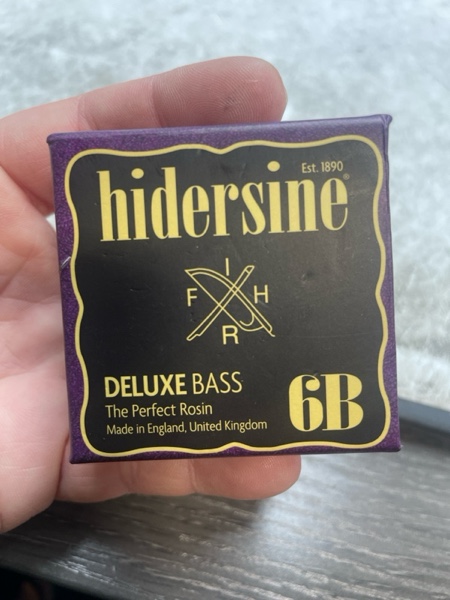 Est. 1890
hidersine®
I
F H
R
DELUXE BASS
The Perfect Rosin
Made in England, United Kingdom
6B